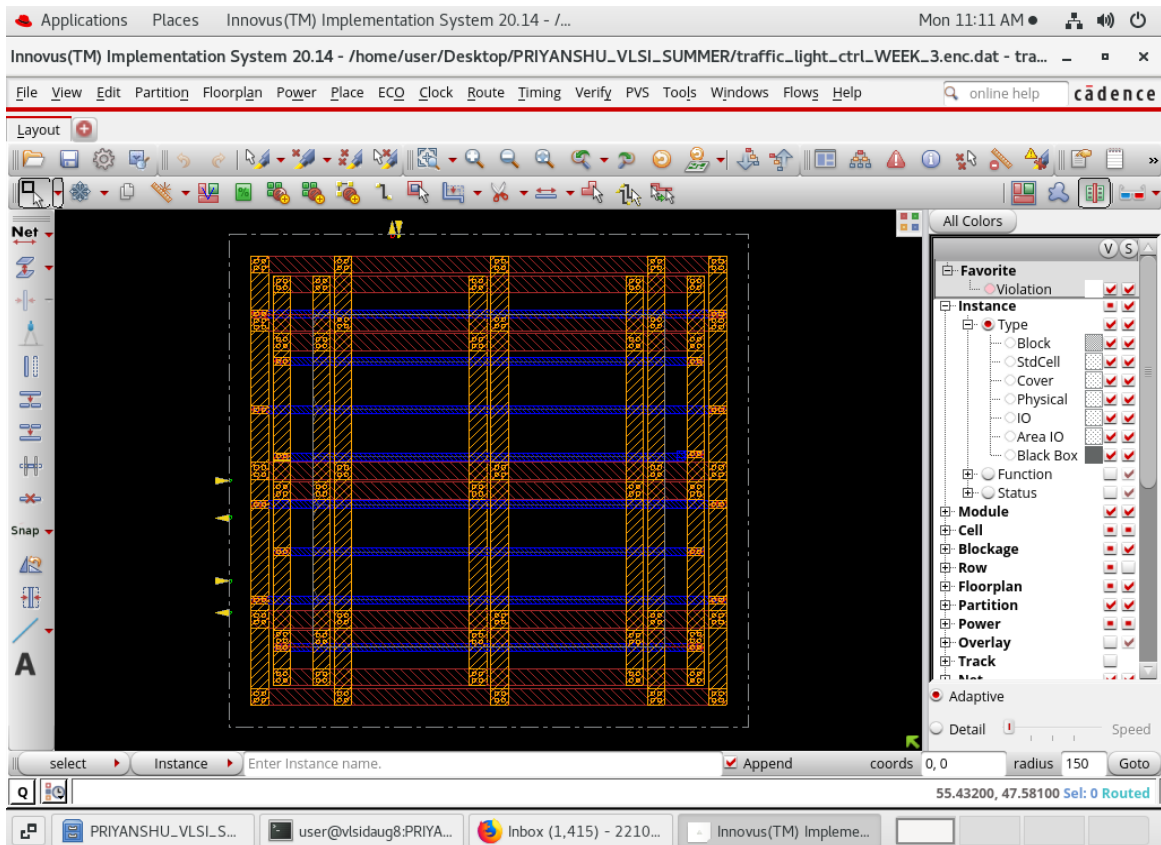 Applications Places Innovus(TM) Implementation System 20.14 - /... Mon 11:11 AM
Innovus(TM) Implementation System 20.14 - /home/user/Desktop/PRIYANSHU_VLSI_SUMMER/traffic_light_ctrl_WEEK_3.enc.dat - tra...
File View Edit Partition Floorplan Power Place ECO Clock Route Timing Verify PVS Tools Windows Flows Help online help cādence
Layout
»
Net
All Colors
V S
Favorite
Violation
Instance
Type
Block
StdCell
Cover
Physical
IO
Area IO
Black Box
Function
Status
Snap
Module
Cell
Blockage
Row
Floorplan
Partition
Power
Overlay
A
Track
Net
Adaptive
Detail Speed
select Instance Enter Instance name. Append coords 0, 0 radius 150 Goto
Q 55.43200, 47.58100 Sel: 0 Routed
PRIYANSHU_VLSI_S... user@vlsidaug8:PRIYA... Inbox (1,415) – 2210... Innovus(TM) Impleme...